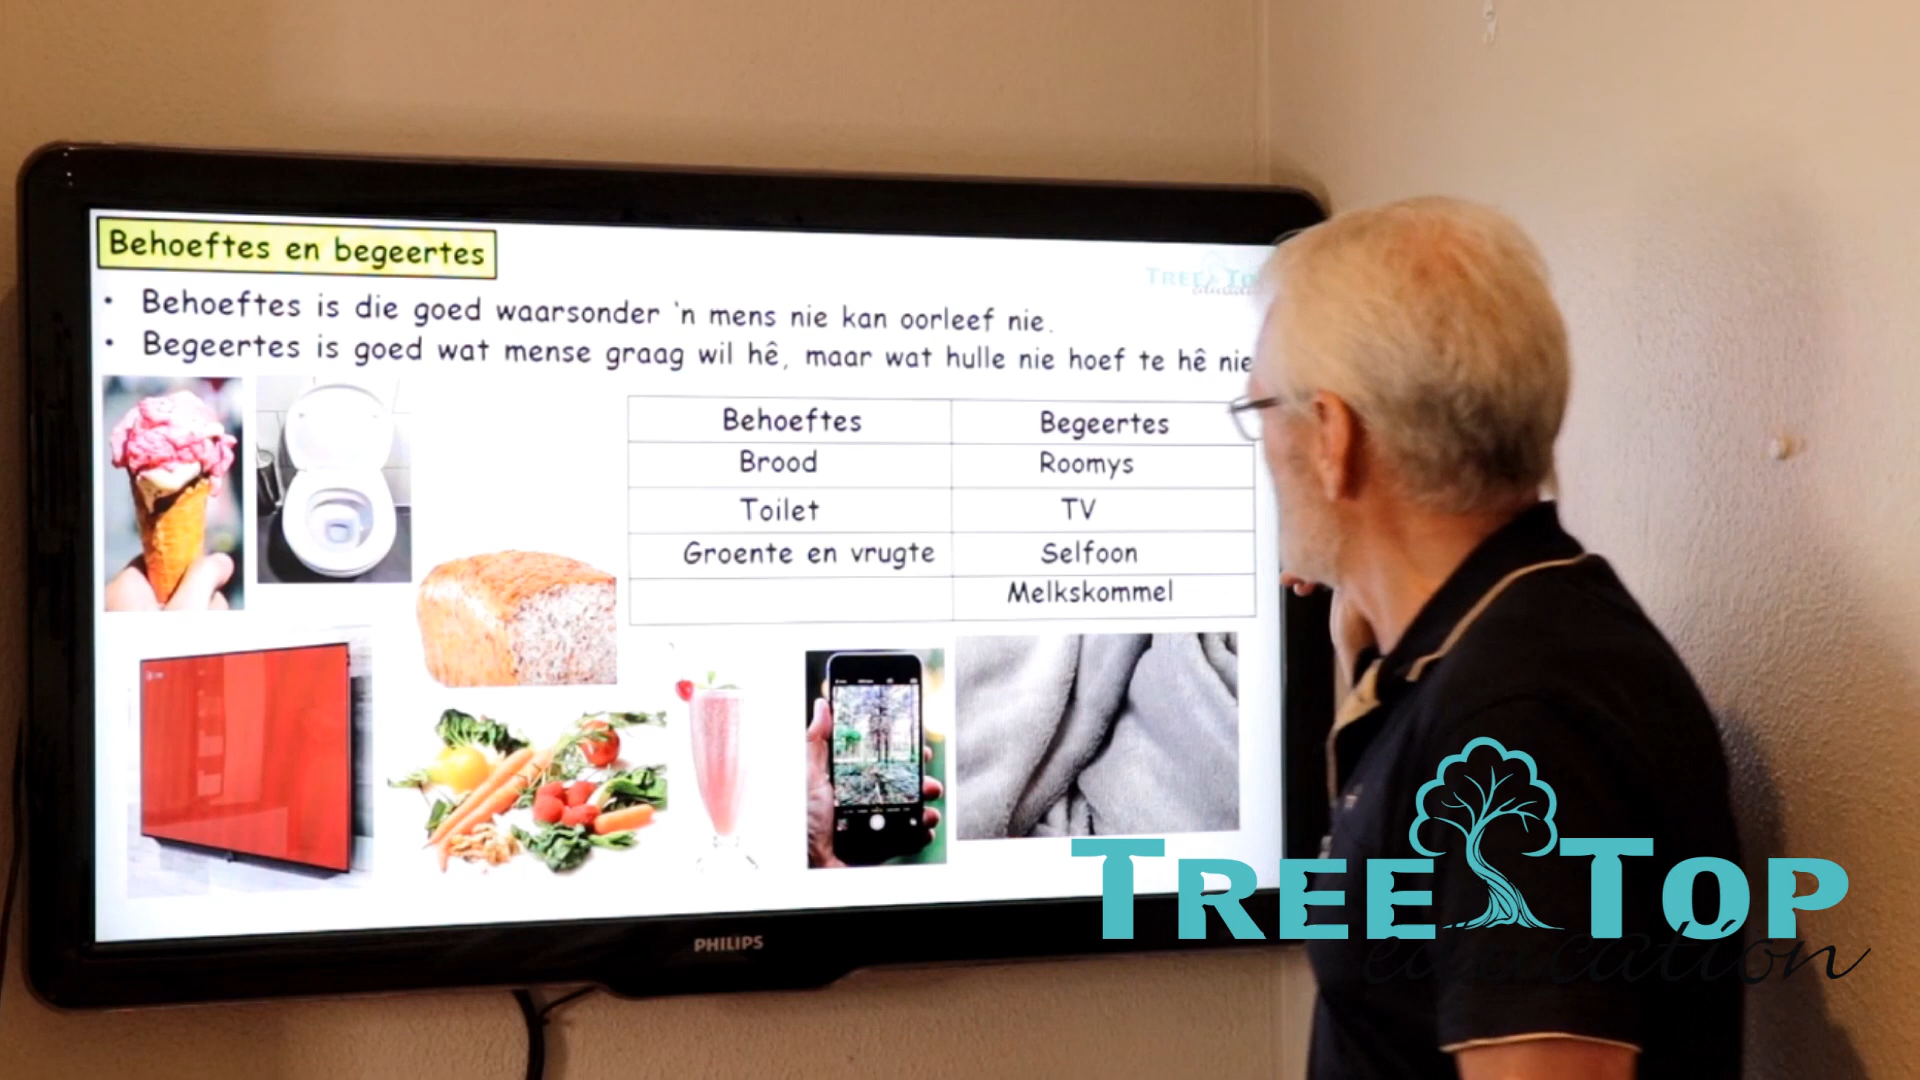 Behoeftes en begeertes
TREE TOP
• Behoeftes is die goed waarsonder 'n mens nie kan oorleef nie.
• Begeertes is goed wat mense graag wil hê, maar wat hulle nie hoef te hê nie
Behoeftes Begeertes
Brood Roomys
Toilet TV
Groente en vrugte Selfoon
Melkskommel
PHILIPS
TREE TOP
education